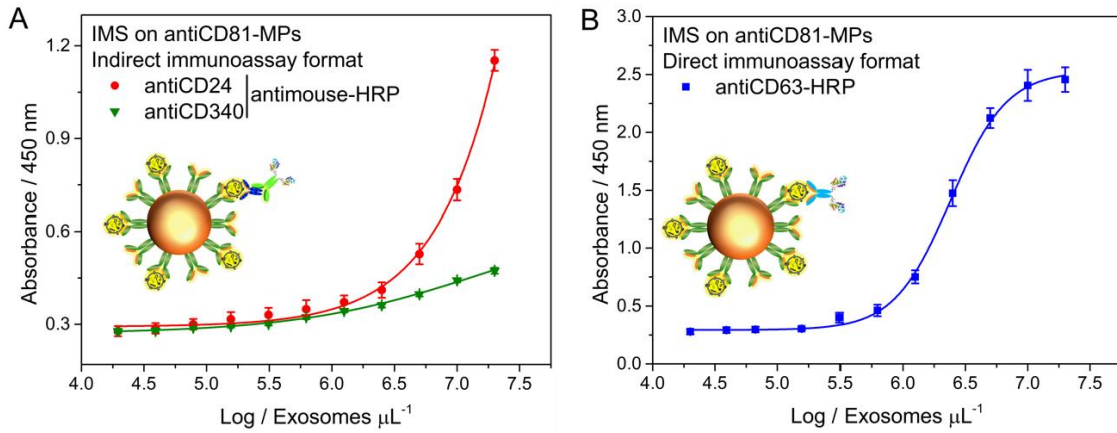 A
IMS on antiCD81-MPs
Indirect immunoassay format
antiCD24
antiCD340
antimouse-HRP
Absorbance / 450 nm
1.2
0.9
0.6
0.3
4.0 4.5 5.0 5.5 6.0 6.5 7.0 7.5
Log / Exosomes μL⁻¹
B
IMS on antiCD81-MPs
Direct immunoassay format
antiCD63-HRP
Absorbance / 450 nm
3.0
2.5
2.0
1.5
1.0
0.5
0.0
4.0 4.5 5.0 5.5 6.0 6.5 7.0 7.5
Log / Exosomes μL⁻¹